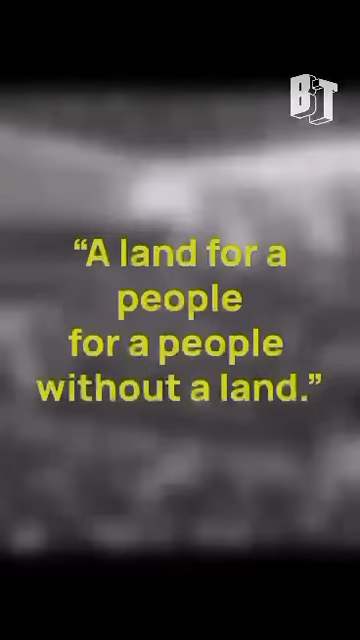 BT
“A land for a
people
for a people
without a land.”